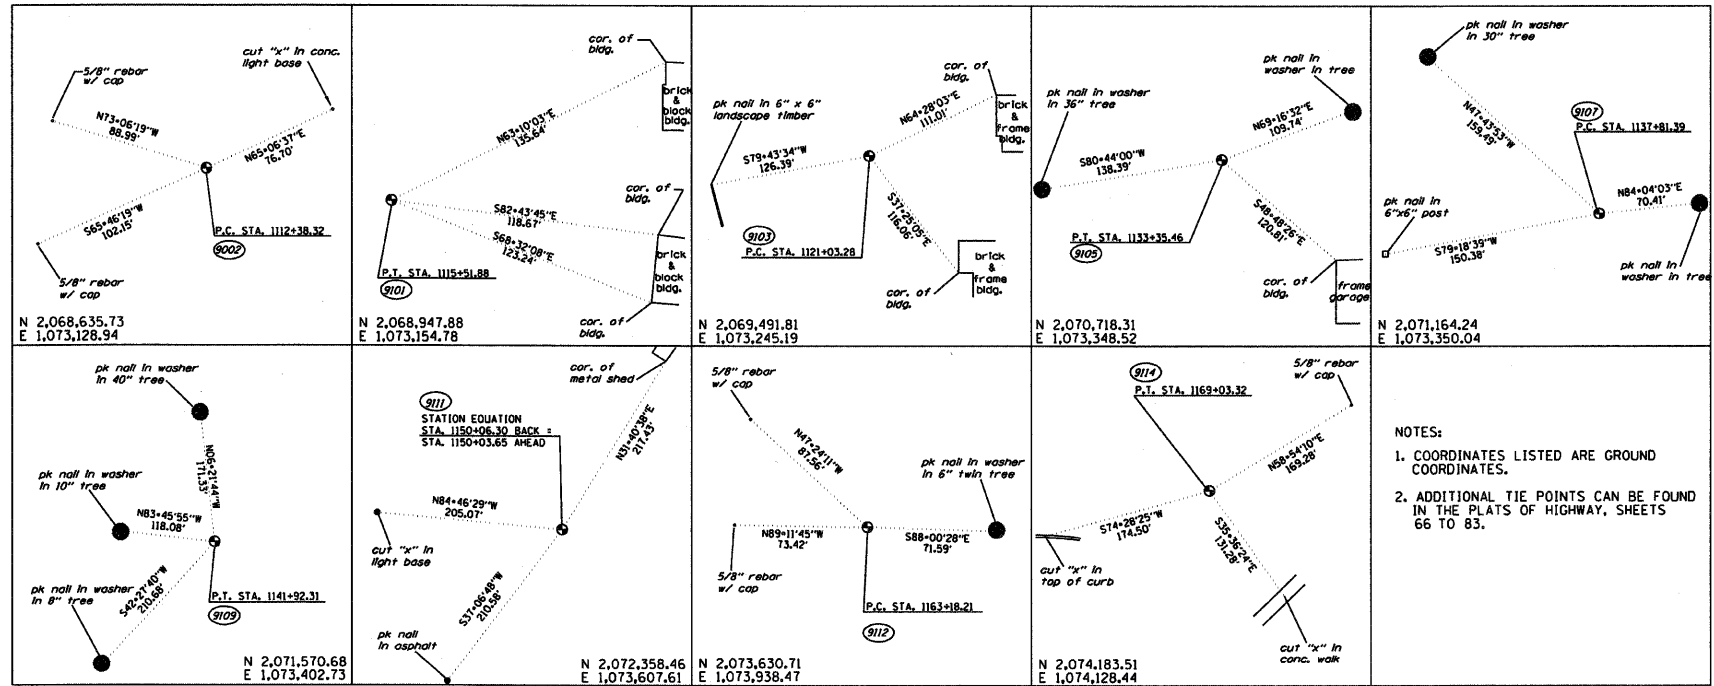 5/8" rebar
w/ cap
cut "x" in conc.
light base
N73•06'19"W
88.99'
N65•06'37"E
76.70'
S65•46'19"W
102.15'
P.C. STA. 1112+38.32
9002
5/8" rebar
w/ cap
N 2,068,635.73
E 1,073,128.94
cor. of
bldg.
brick
&
block
bldg.
N63•10'03"E
135.64'
cor. of
bldg.
S82•43'45"E
118.67'
S68•32'08"E
123.24'
brick
&
block
bldg.
P.T. STA. 1115+51.88
9101
cor. of
bldg.
N 2,068,947.88
E 1,073,154.78
cor. of
bldg.
pk nail in 6" x 6"
landscape timber
N64•28'03"E
111.01'
brick
&
frame
bldg.
S79•43'34"W
126.39'
S37•25'05"E
116.06'
9103
P.C. STA. 1121+03.28
brick
&
frame
bldg.
cor. of
bldg.
N 2,069,491.81
E 1,073,245.19
pk nail in
washer in tree
pk nail in washer
in 36" tree
N69•16'32"E
109.74'
S80•44'00"W
138.39'
S48•48'26"E
120.81'
P.T. STA. 1133+35.46
9105
cor. of
bldg.
frame
garage
N 2,070,718.31
E 1,073,348.52
pk nail in washer
in 30" tree
N47•43'53"W
159.49'
9107
P.C. STA. 1137+81.39
N84•04'03"E
70.41'
pk nail in
6"x6" post
S79•18'39"W
150.38'
pk nail in
washer in tree
N 2,071,164.24
E 1,073,350.04
pk nail in washer
in 40" tree
N06•21'44"W
171.33'
pk nail in washer
in 10" tree
N83•45'55"W
118.08'
pk nail in washer
in 8" tree
S42•27'40"W
210.68'
P.T. STA. 1141+92.31
9109
N 2,071,570.68
E 1,073,402.73
cor. of
metal shed
9111
STATION EQUATION
STA. 1150+06.30 BACK =
STA. 1150+03.65 AHEAD
N31•40'38"E
217.43'
N84•46'29"W
205.07'
cut "x" in
light base
S37•06'48"W
210.58'
pk nail
in asphalt
N 2,072,358.46
E 1,073,607.61
5/8" rebar
w/ cap
N47•24'11"W
87.56'
pk nail in washer
in 6" twin tree
N89•11'45"W
73.42'
S88•00'28"E
71.59'
5/8" rebar
w/ cap
P.C. STA. 1163+18.21
9112
N 2,073,630.71
E 1,073,938.47
9114
P.T. STA. 1169+03.32
5/8" rebar
w/ cap
N58•54'10"E
169.28'
S74•28'25"W
174.50'
S35•36'24"E
131.28'
cut "x" in
top of curb
cut "x" in
conc. walk
N 2,074,183.51
E 1,074,128.44
NOTES:
1. COORDINATES LISTED ARE GROUND
COORDINATES.
2. ADDITIONAL TIE POINTS CAN BE FOUND
IN THE PLATS OF HIGHWAY, SHEETS
66 TO 83.